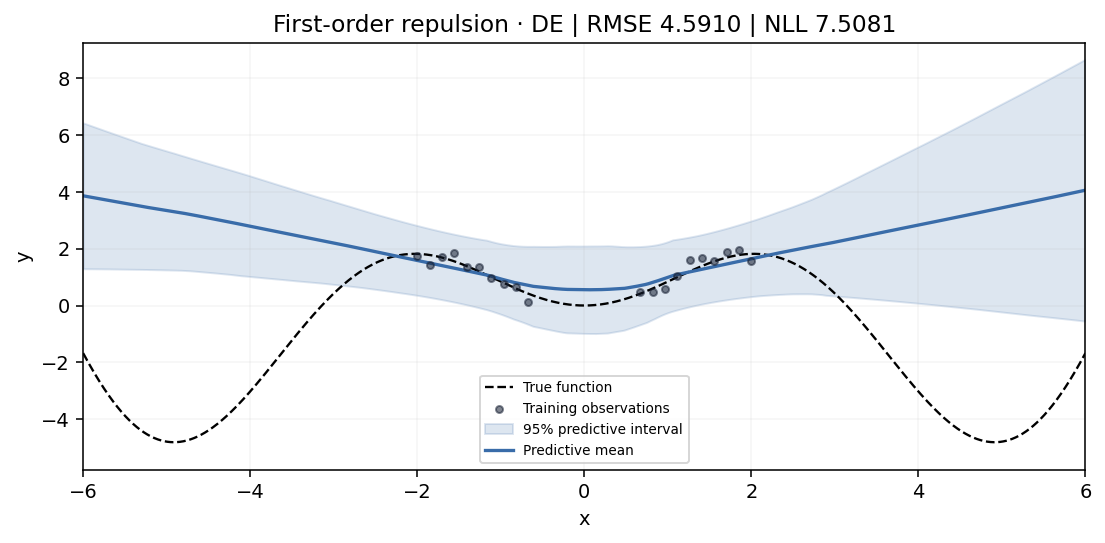 First-order repulsion · DE | RMSE 4.5910 | NLL 7.5081
8
6
4
2
0
−2
−4
y
True function
Training observations
95% predictive interval
Predictive mean
−6
−4
−2
0
2
4
6
x